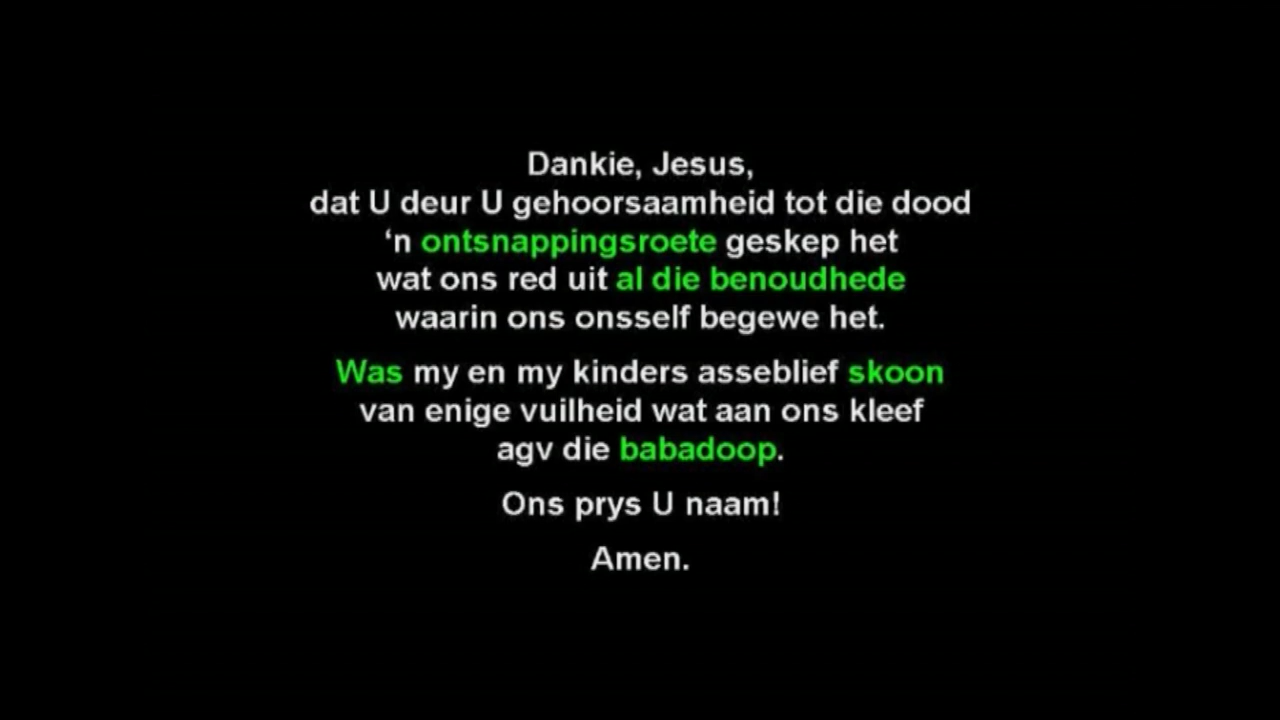 Dankie, Jesus,
dat U deur U gehoorsaamheid tot die dood
‘n ontsnappingsroete geskep het
wat ons red uit al die benoudhede
waarin ons onsself begewe het.
Was my en my kinders asseblief skoon
van enige vuilheid wat aan ons kleef
agv die babadoop.
Ons prys U naam!
Amen.